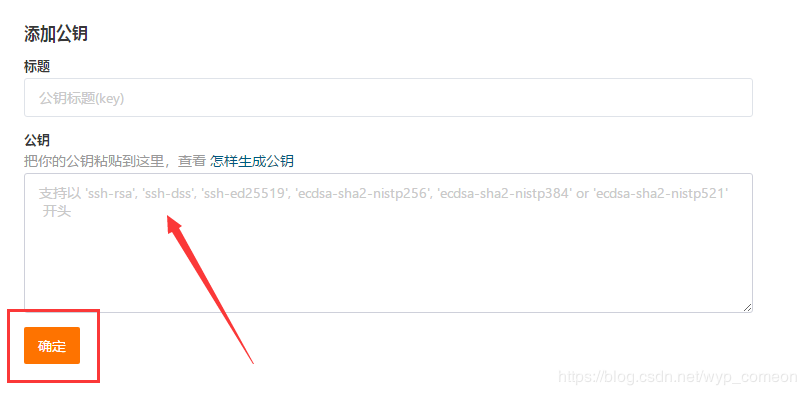 添加公钥
标题
公钥标题(key)
公钥
把你的公钥粘贴到这里，查看 怎样生成公钥
支持以 'ssh-rsa', 'ssh-dss', 'ssh-ed25519', 'ecdsa-sha2-nistp256', 'ecdsa-sha2-nistp384' or 'ecdsa-sha2-nistp521'
开头
确定
https://blog.csdn.net/wyp_comeon